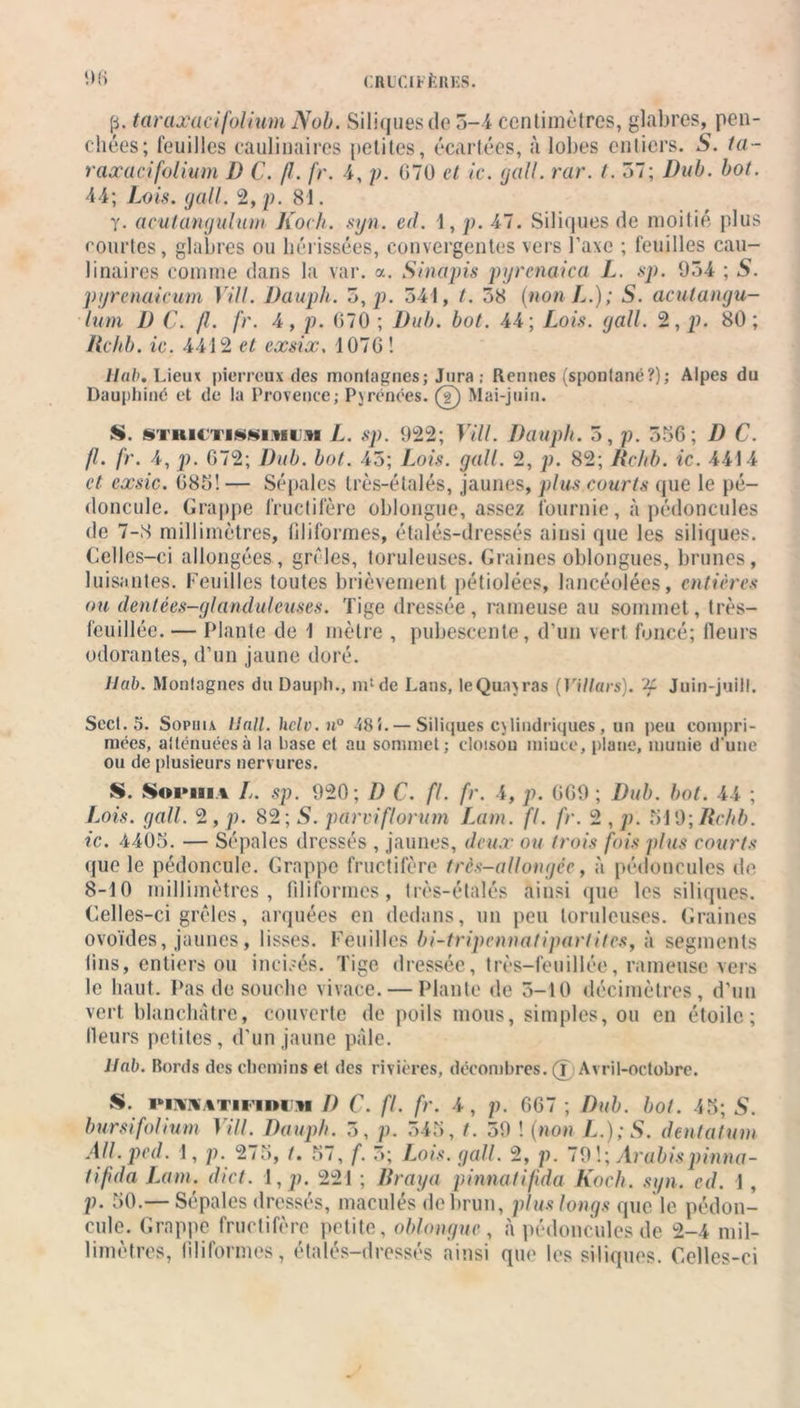 96
CRUCIFÈRES.
β. taraxacifolium Nob. Siliques de 3-4 centimètres, glabres, pen-
chées; feuilles caulinaires petites, écartées, à lobes entiers. S. ta-
raxacifolium D C. fl. fr. 4, p. 670 et ic. gall. rar. t. 37; Dub. bot.
44; Lois. gall. 2, p. 81.
γ. acutangulum Koch. syn. ed. 1, p. 47. Siliques de moitié plus
courtes, glabres ou hérissées, convergentes vers l'axe ; feuilles cau-
linaires comme dans la var. α. Sinapis pyrenaica L. sp. 934 ; S.
pyrenaicum Vill. Dauph. 3, p. 341, t. 38 (non L.); S. acutangu-
lum D C. fl. fr. 4, p. 670 ; Dub. bot. 44; Lois. gall. 2, p. 80 ;
Rchb. ic. 4412 et exsix. 1076 !
Hab. Lieux pierreux des montagnes; Jura ; Rennes (spontané?); Alpes du
Dauphiné et de la Provence; Pyrénées. ② Mai-juin.
S. STRICTISSIMUM L. sp. 922; Vill. Dauph. 3, p. 336; D C.
fl. fr. 4, p. 672; Dub. bot. 43; Lois. gall. 2, p. 82; Rchb. ic. 4414
et exsic. 685! — Sépales très-étalés, jaunes, plus courts que le pé-
doncule. Grappe fructifère oblongue, assez fournie, à pédoncules
de 7-8 millimètres, filiformes, étalés-dressés ainsi que les siliques.
Celles-ci allongées, grêles, toruleuses. Graines oblongues, brunes,
luisantes. Feuilles toutes brièvement pétiolées, lancéolées, entières
ou dentées-glanduleuses. Tige dressée, rameuse au sommet, très-
feuillée. — Plante de 1 mètre , pubescente, d'un vert foncé; fleurs
odorantes, d'un jaune doré.
Hab. Montagnes du Dauph., mt de Lans, le Quayras (Villars). ♃ Juin-juill.
Sect. 3. SOPHIA Hall. helv. n° 481. — Siliques cylindriques, un peu compri-
mées, atténuées à la base et au sommet; cloison mince, plane, munie d'une
ou de plusieurs nervures.
S. SOPHIA L. sp. 920; D C. fl. fr. 4, p. 669 ; Dub. bot. 44 ;
Lois. gall. 2, p. 82; S. parviflorum Lam. fl. fr. 2, p. 519; Rchb.
ic. 4405. — Sépales dressés , jaunes, deux ou trois fois plus courts
que le pédoncule. Grappe fructifère très-allongée, à pédoncules de
8-10 millimètres , filiformes, très-étalés ainsi que les siliques.
Celles-ci grêles, arquées en dedans, un peu toruleuses. Graines
ovoïdes, jaunes, lisses. Feuilles bi-tripennatipartites, à segments
fins, entiers ou incisés. Tige dressée, très-feuillée, rameuse vers
le haut. Pas de souche vivace. — Plante de 3-10 décimètres, d'un
vert blanchâtre, couverte de poils mous, simples, ou en étoile;
fleurs petites, d'un jaune pâle.
Hab. Bords des chemins et des rivières, décombres. ① Avril-octobre.
S. PINNATIFIDUM D C. fl. fr. 4, p. 667 ; Dub. bot. 45; S.
bursifolium Vill. Dauph. 3, p. 345, t. 39 ! (non L.); S. dentatum
All. ped. 1, p. 275, t. 57, f. 3; Lois. gall. 2, p. 79!; Arabis pinna-
tifida Lam. dict. 1, p. 221 ; Braya pinnatifida Koch. syn. ed. 1 ,
p. 50. — Sépales dressés, maculés de brun, plus longs que le pédon-
cule. Grappe fructifère petite, oblongue, à pédoncules de 2-4 mil-
limètres, filiformes, étalés-dressés ainsi que les siliques. Celles-ci